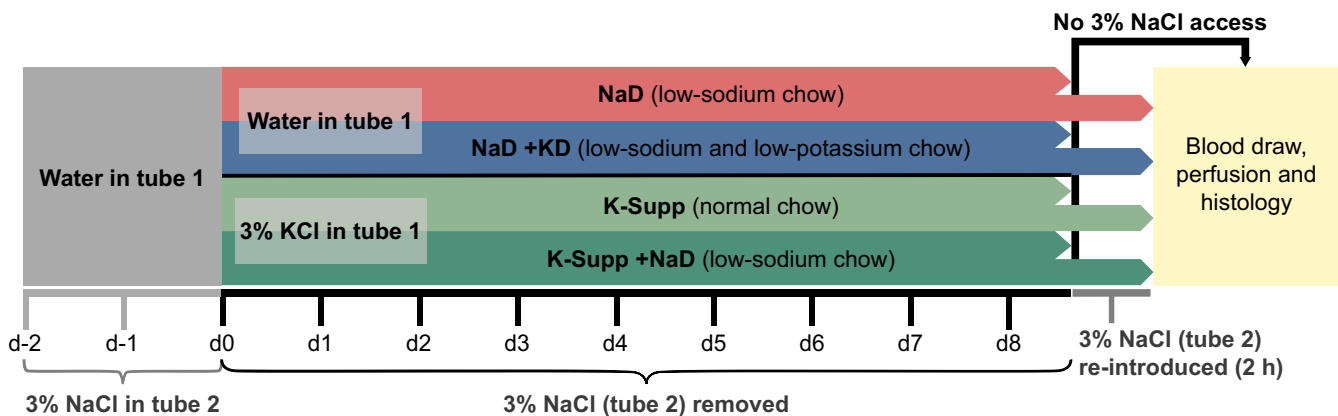 No 3% NaCl access
Water in tube 1
Water in tube 1
NaD (low-sodium chow)
NaD +KD (low-sodium and low-potassium chow)
3% KCl in tube 1
K-Supp (normal chow)
K-Supp +NaD (low-sodium chow)
Blood draw,
perfusion and
histology
d-2
d-1
d0
d1
d2
d3
d4
d5
d6
d7
d8
3% NaCl (tube 2)
re-introduced (2 h)
3% NaCl in tube 2
3% NaCl (tube 2) removed